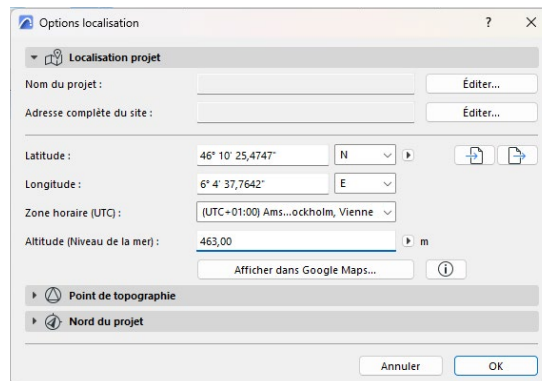 Options localisation ? ×
Localisation projet
Nom du projet : Éditer...
Adresse complète du site : Éditer...
Latitude : 46° 10' 25,4747" N
Longitude : 6° 4' 37,7642" E
Zone horaire (UTC) : (UTC+01:00) Ams...ockholm, Vienne
Altitude (Niveau de la mer) : 463,00 m
Afficher dans Google Maps...
Point de topographie
Nord du projet
Annuler OK